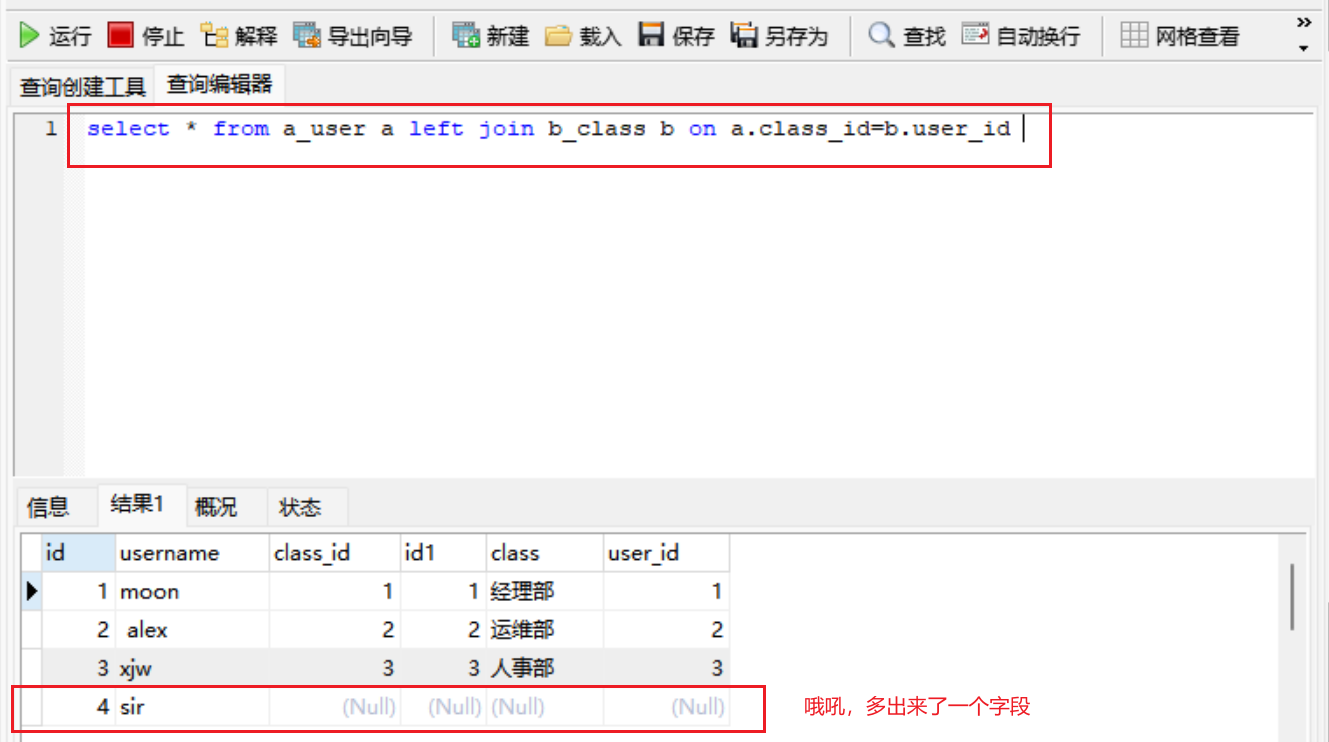 运行 停止 解释 导出向导 新建 载入 保存 另存为 查找 自动换行 网格查看 »
查询创建工具 查询编辑器
1 select * from a_user a left join b_class b on a.class_id=b.user_id
信息 结果1 概况 状态
id username class_id id1 class user_id
1 moon 1 1 经理部 1
2 alex 2 2 运维部 2
3 xjw 3 3 人事部 3
4 sir (Null) (Null) (Null) (Null) 哦吼，多出来了一个字段